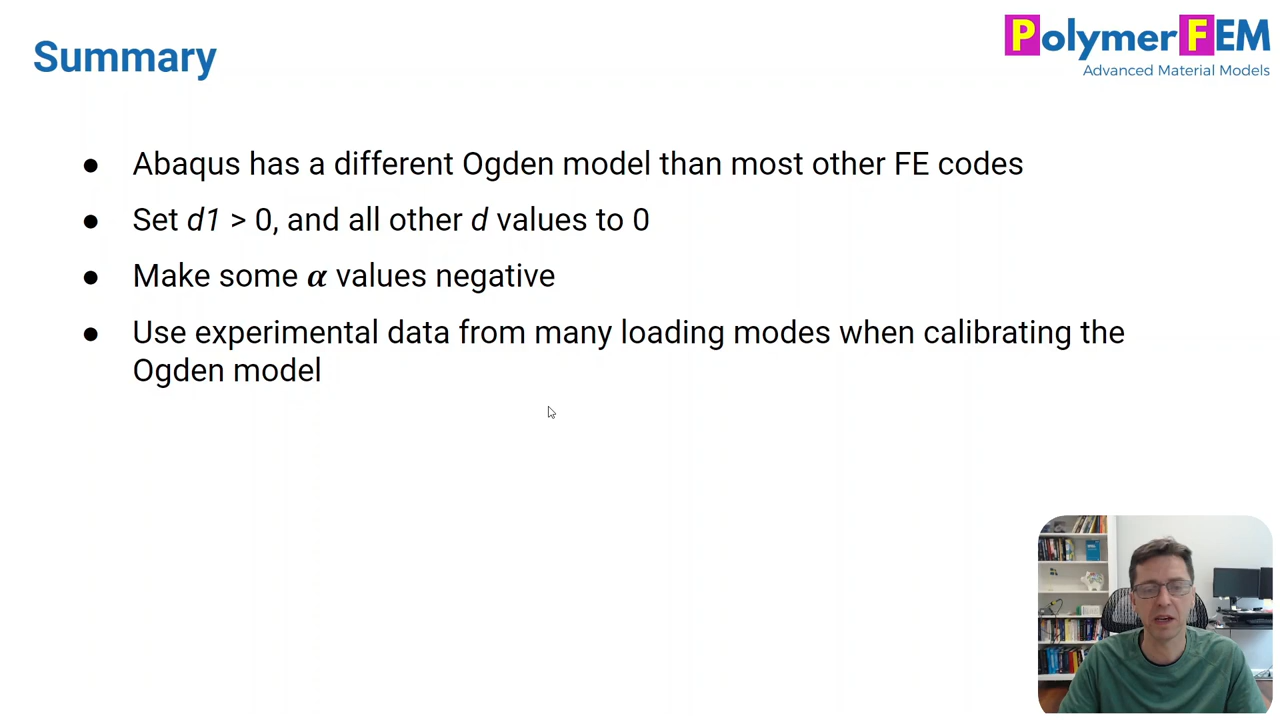 Summary
PolymerFEM
Advanced Material Models
● Abaqus has a different Ogden model than most other FE codes
● Set d1 > 0, and all other d values to 0
● Make some α values negative
● Use experimental data from many loading modes when calibrating the
Ogden model